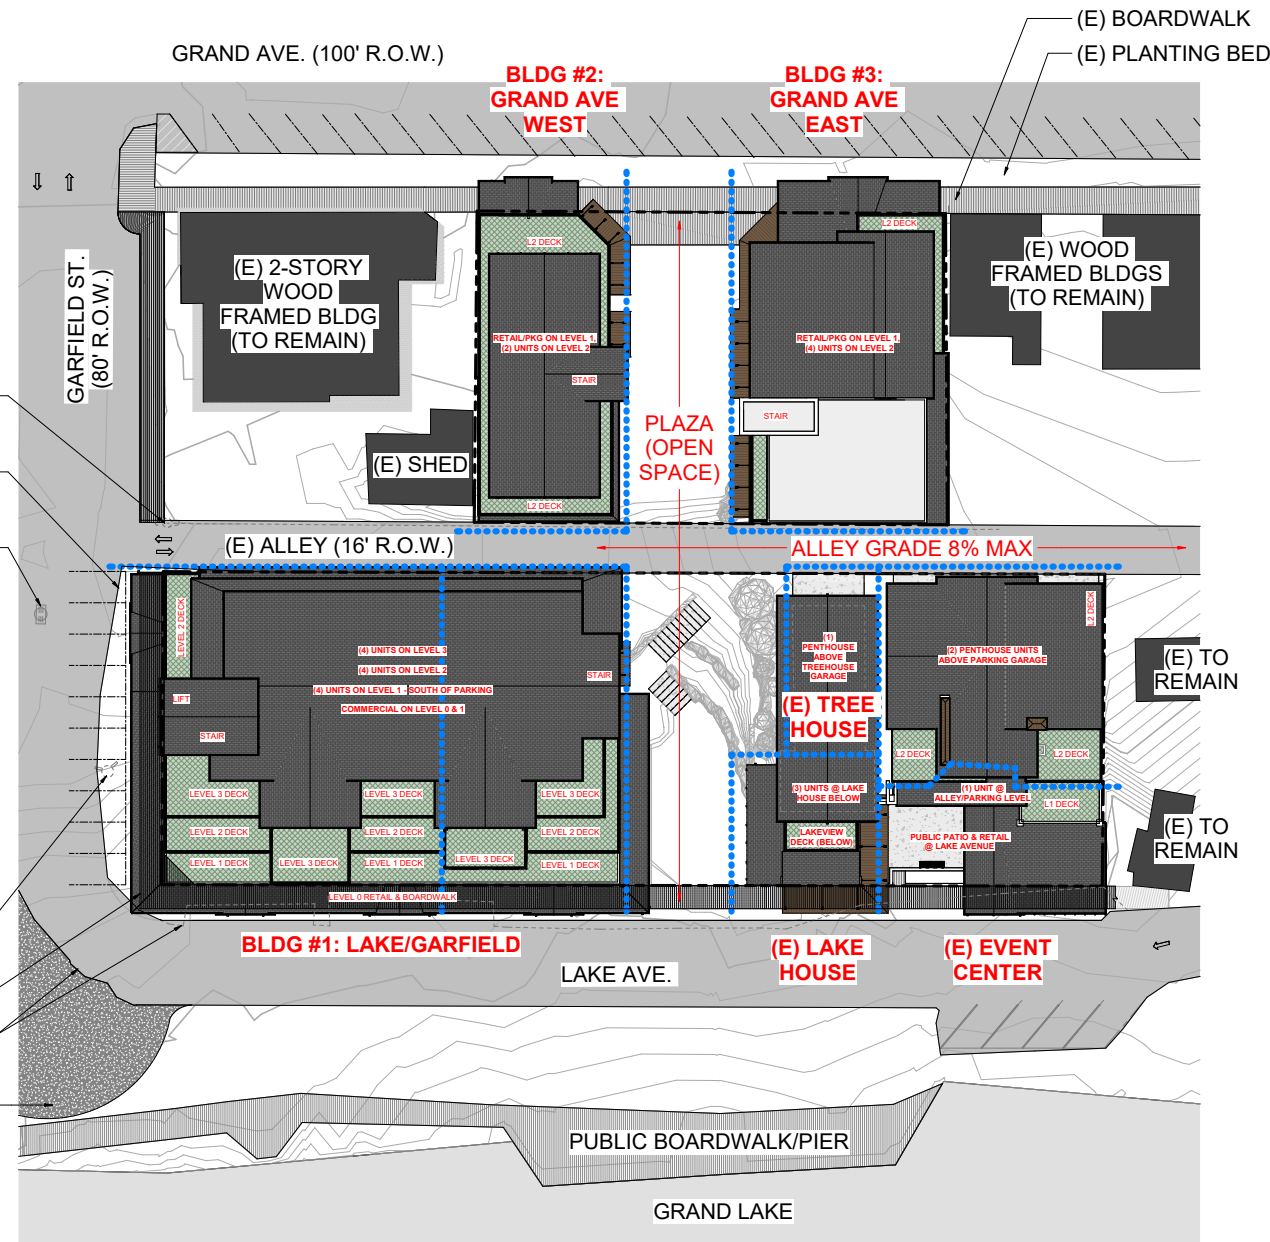 (E) BOARDWALK
(E) PLANTING BED
GRAND AVE. (100' R.O.W.)
BLDG #2:
GRAND AVE
WEST
BLDG #3:
GRAND AVE
EAST
GARFIELD ST.
(80' R.O.W.)
(E) 2-STORY
WOOD
FRAMED BLDG
(TO REMAIN)
L2 DECK
L2 DECK
(E) WOOD
FRAMED BLDGS
(TO REMAIN)
RETAIL/PKG ON LEVEL 1,
(2) UNITS ON LEVEL 2
STAIR
RETAIL/PKG ON LEVEL 1,
(4) UNITS ON LEVEL 2
STAIR
PLAZA
(OPEN
SPACE)
(E) SHED
L2 DECK
(E) ALLEY (16' R.O.W.)
ALLEY GRADE 8% MAX
LEVEL 2 DECK
(4) UNITS ON LEVEL 3
(4) UNITS ON LEVEL 2
(4) UNITS ON LEVEL 1 - SOUTH OF PARKING
COMMERCIAL ON LEVEL 0 & 1
STAIR
LIFT
STAIR
(1)
PENTHOUSE
ABOVE
TREEHOUSE
GARAGE
(E) TREE
HOUSE
L2 DECK
(2) PENTHOUSE UNITS
ABOVE PARKING GARAGE
(E) TO
REMAIN
L2 DECK
L2 DECK
LEVEL 3 DECK
LEVEL 3 DECK
LEVEL 3 DECK
(3) UNITS @ LAKE
HOUSE BELOW
(1) UNIT @
ALLEY/PARKING LEVEL
L1 DECK
LEVEL 2 DECK
LEVEL 2 DECK
LEVEL 2 DECK
LAKEVIEW
DECK (BELOW)
PUBLIC PATIO & RETAIL
@ LAKE AVENUE
(E) TO
REMAIN
LEVEL 1 DECK
LEVEL 3 DECK
LEVEL 1 DECK
LEVEL 3 DECK
LEVEL 1 DECK
LEVEL 0 RETAIL & BOARDWALK
BLDG #1: LAKE/GARFIELD
(E) LAKE
HOUSE
(E) EVENT
CENTER
LAKE AVE.
PUBLIC BOARDWALK/PIER
GRAND LAKE